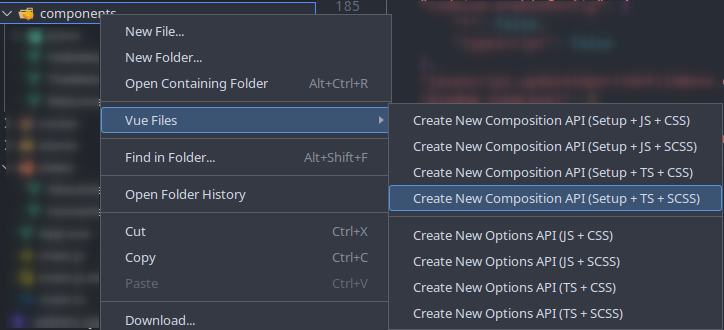 components
185
New File...
New Folder...
Open Containing Folder Alt+Ctrl+R
Vue Files
Find in Folder... Alt+Shift+F
Open Folder History
Cut Ctrl+X
Copy Ctrl+C
Paste Ctrl+V
Download...
Create New Composition API (Setup + JS + CSS)
Create New Composition API (Setup + JS + SCSS)
Create New Composition API (Setup + TS + CSS)
Create New Composition API (Setup + TS + SCSS)
Create New Options API (JS + CSS)
Create New Options API (JS + SCSS)
Create New Options API (TS + CSS)
Create New Options API (TS + SCSS)